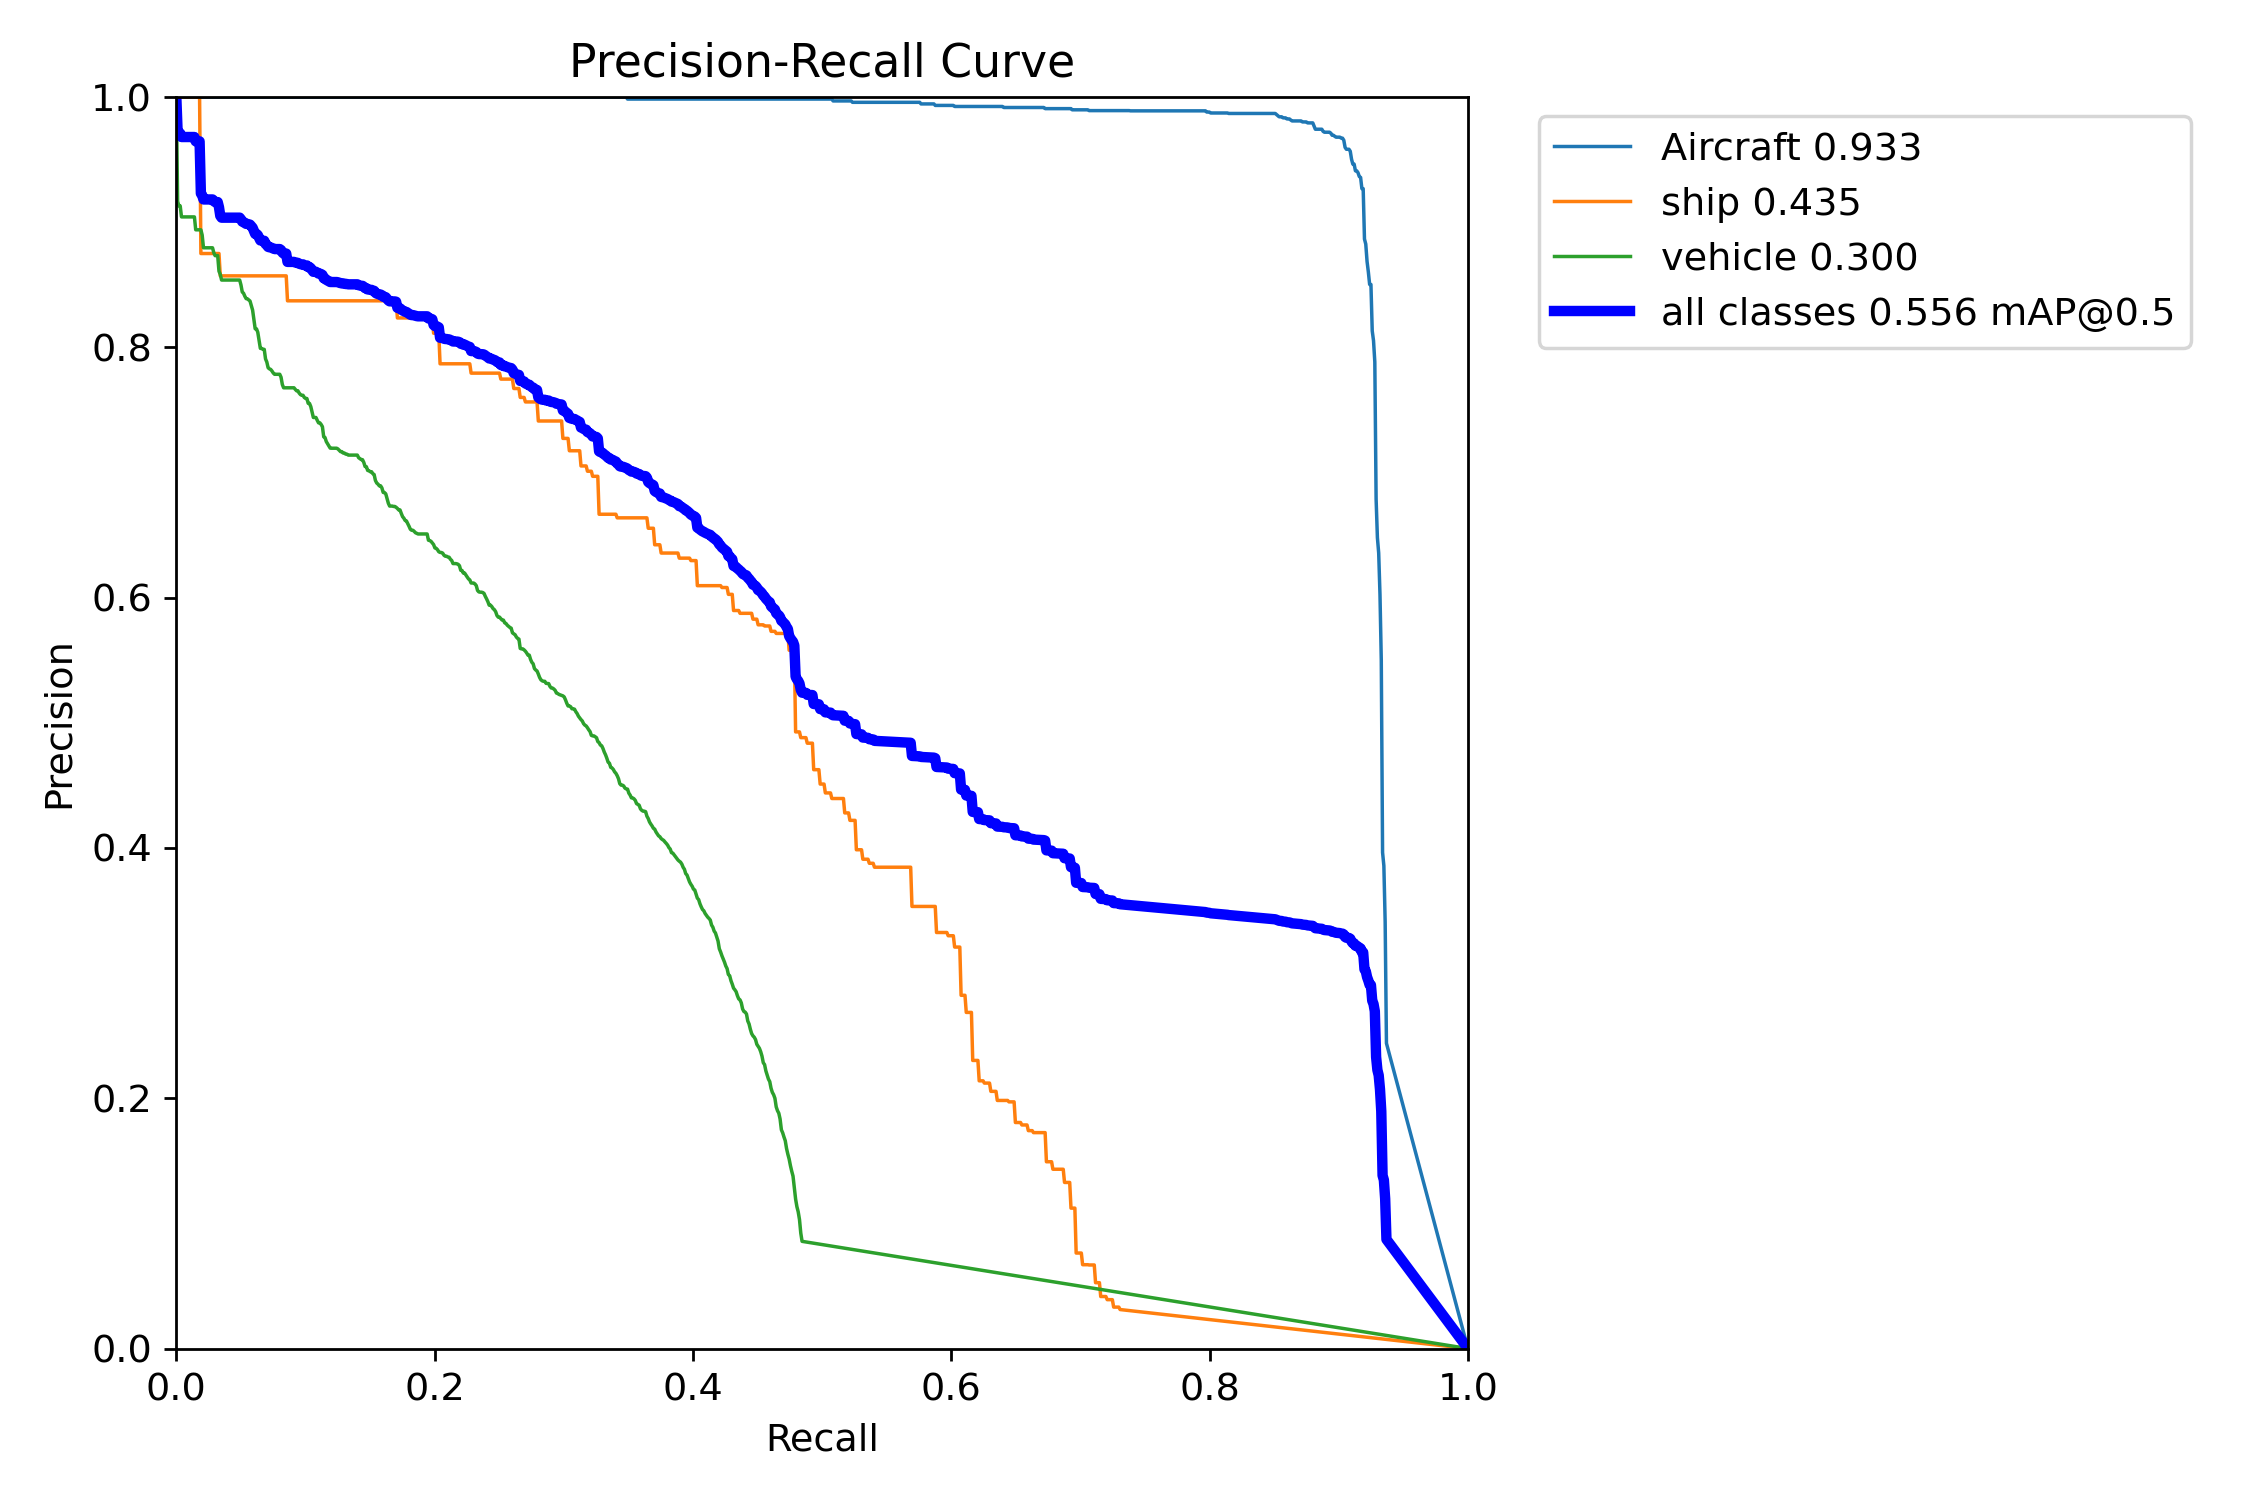 Precision-Recall Curve
1.0
0.8
0.6
0.4
0.2
0.0
Precision
0.0 0.2 0.4 0.6 0.8 1.0
Recall
Aircraft 0.933
ship 0.435
vehicle 0.300
all classes 0.556 mAP@0.5